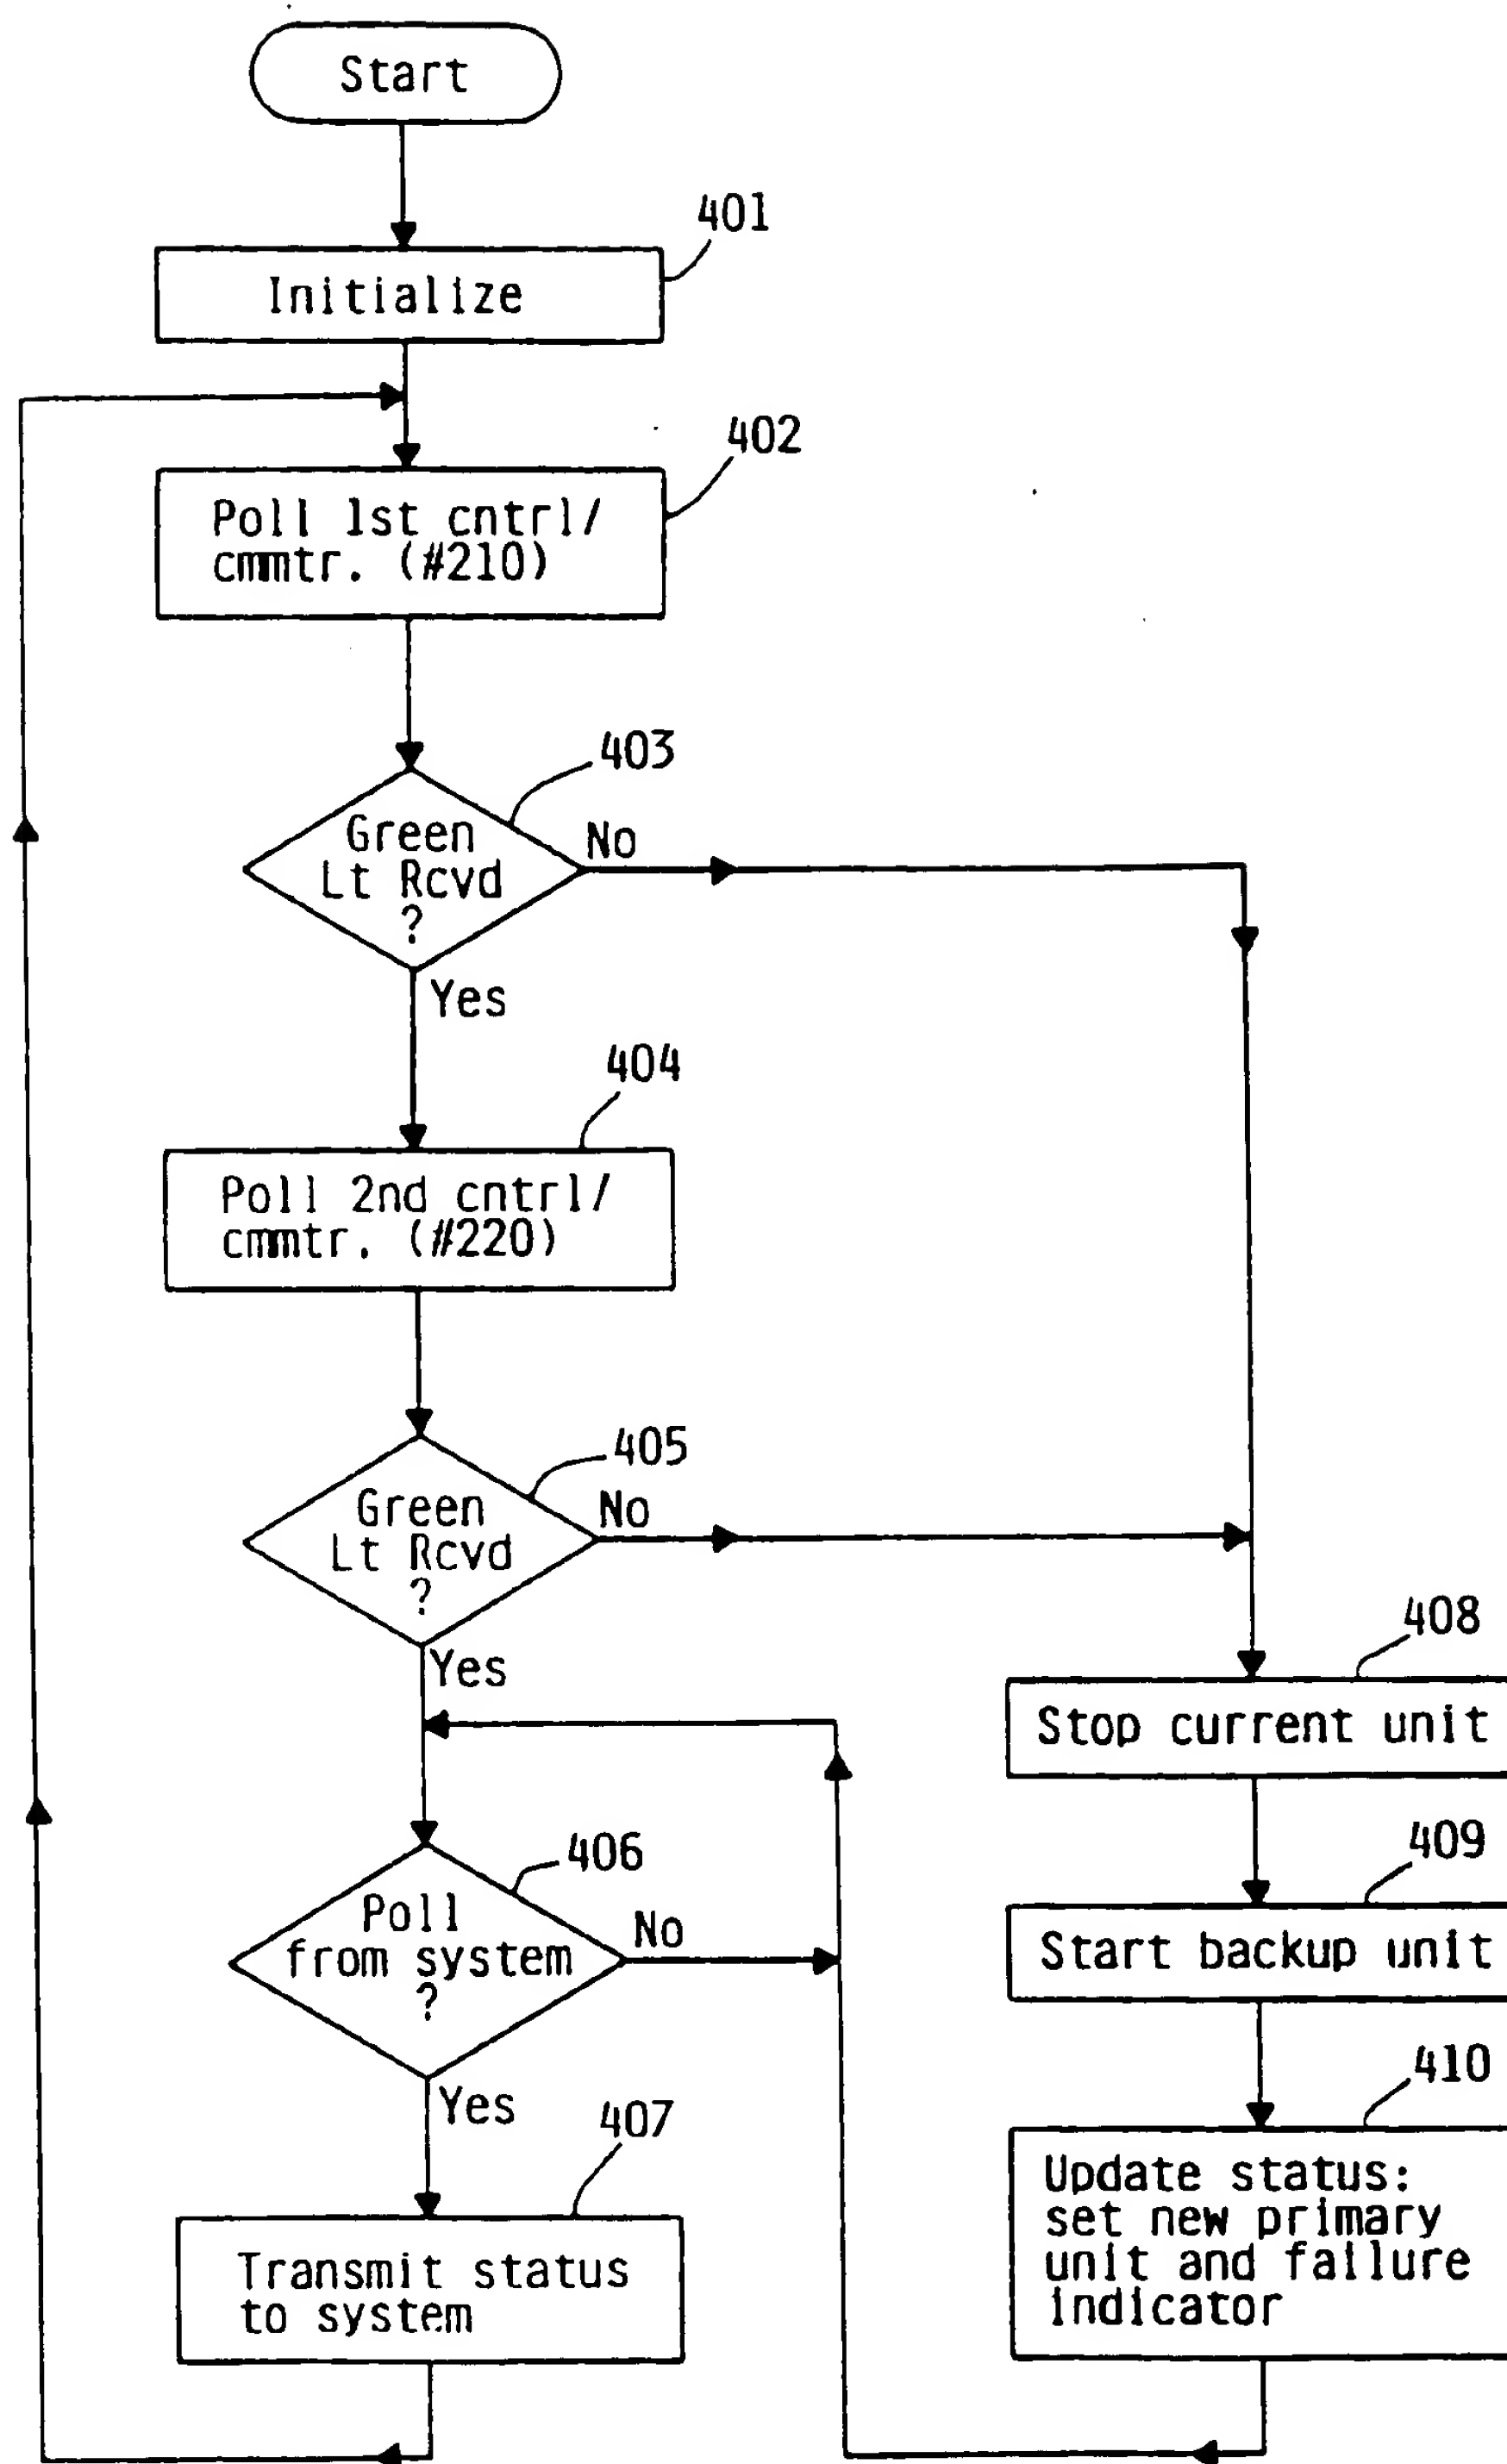 Start
401
Initialize
402
Poll 1st cntrl/
cmmtr. (#210)
403
Green
Lt Rcvd
?
No
Yes
404
Poll 2nd cntrl/
cmmtr. (#220)
405
Green
Lt Rcvd
?
No
Yes
406
Poll
from system
?
No
Yes
407
Transmit status
to system
408
Stop current unit
409
Start backup unit
410
Update status:
set new primary
unit and failure
indicator